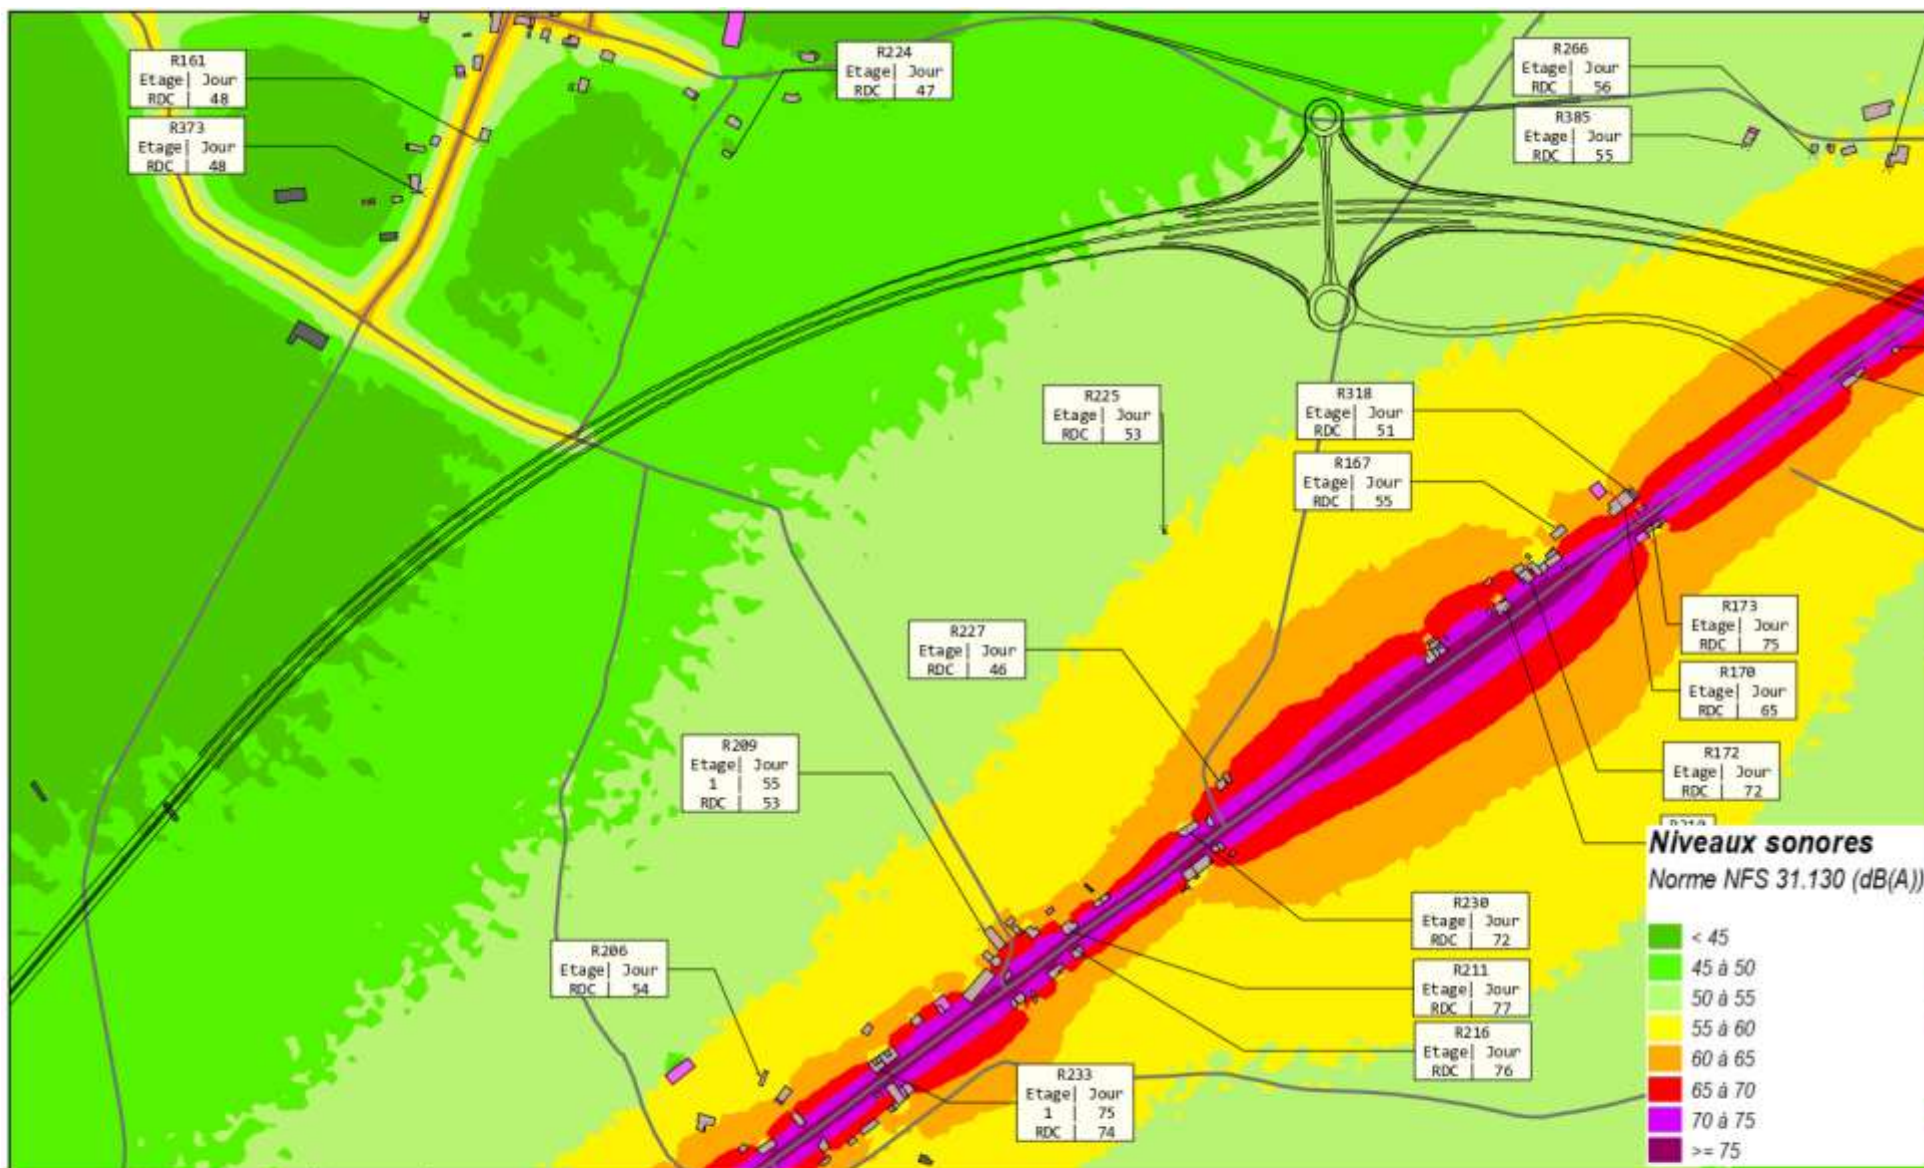 R161
Etage| Jour
RDC | 48
R373
Etage| Jour
RDC | 48
R224
Etage| Jour
RDC | 47
R266
Etage| Jour
RDC | 56
R385
Etage| Jour
RDC | 55
R225
Etage| Jour
RDC | 53
R318
Etage| Jour
RDC | 51
R167
Etage| Jour
RDC | 55
R227
Etage| Jour
RDC | 46
R173
Etage| Jour
RDC | 75
R170
Etage| Jour
RDC | 65
R209
Etage| Jour
1 | 55
RDC | 53
R172
Etage| Jour
RDC | 72
R206
Etage| Jour
RDC | 54
R230
Etage| Jour
RDC | 72
R211
Etage| Jour
RDC | 77
R216
Etage| Jour
RDC | 76
R233
Etage| Jour
1 | 75
RDC | 74
Niveaux sonores
Norme NFS 31.130 (dB(A))
< 45
45 à 50
50 à 55
55 à 60
60 à 65
65 à 70
70 à 75
>= 75